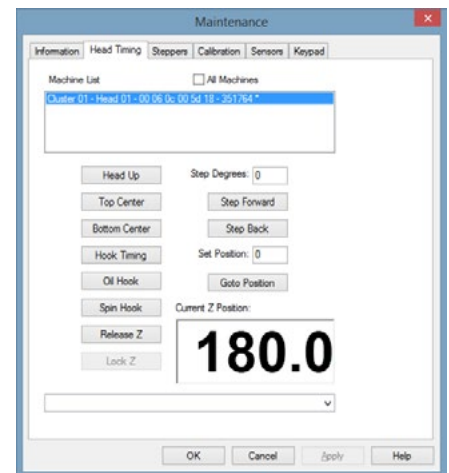 Maintenance
Information Head Timing Steppers Calibration Sensors Keypad
Machine List All Machines
Cluster 01 - Head 01 - 00 06 0c 00 5d 18 - 351764 *
Head Up Step Degrees: 0
Top Center Step Forward
Bottom Center Step Back
Hook Timing Set Position: 0
Oil Hook Goto Position
Spin Hook Current Z Position:
Release Z 180.0
Lock Z
OK Cancel Apply Help